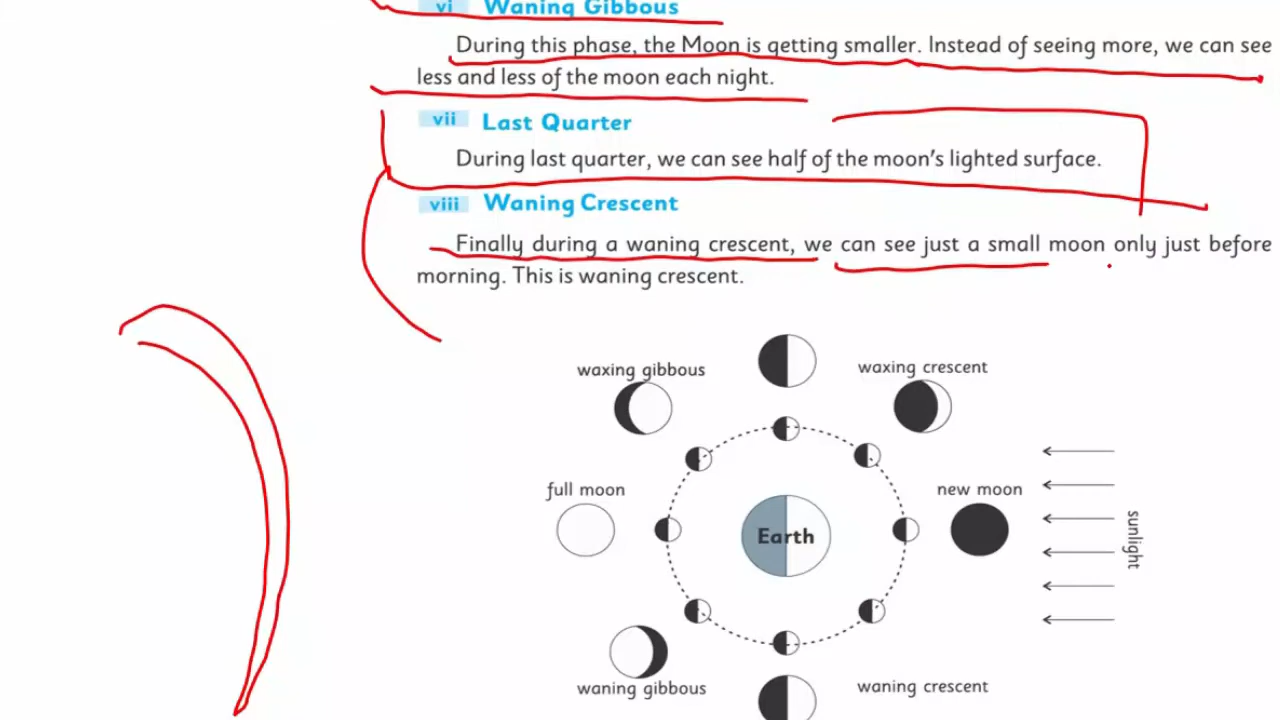 vi Waning Gibbous
During this phase, the Moon is getting smaller. Instead of seeing more, we can see
less and less of the moon each night.
vii Last Quarter
During last quarter, we can see half of the moon's lighted surface.
viii Waning Crescent
Finally during a waning crescent, we can see just a small moon only just before
morning. This is waning crescent.
waxing gibbous
waxing crescent
full moon
new moon
Earth
sunlight
waning gibbous
waning crescent